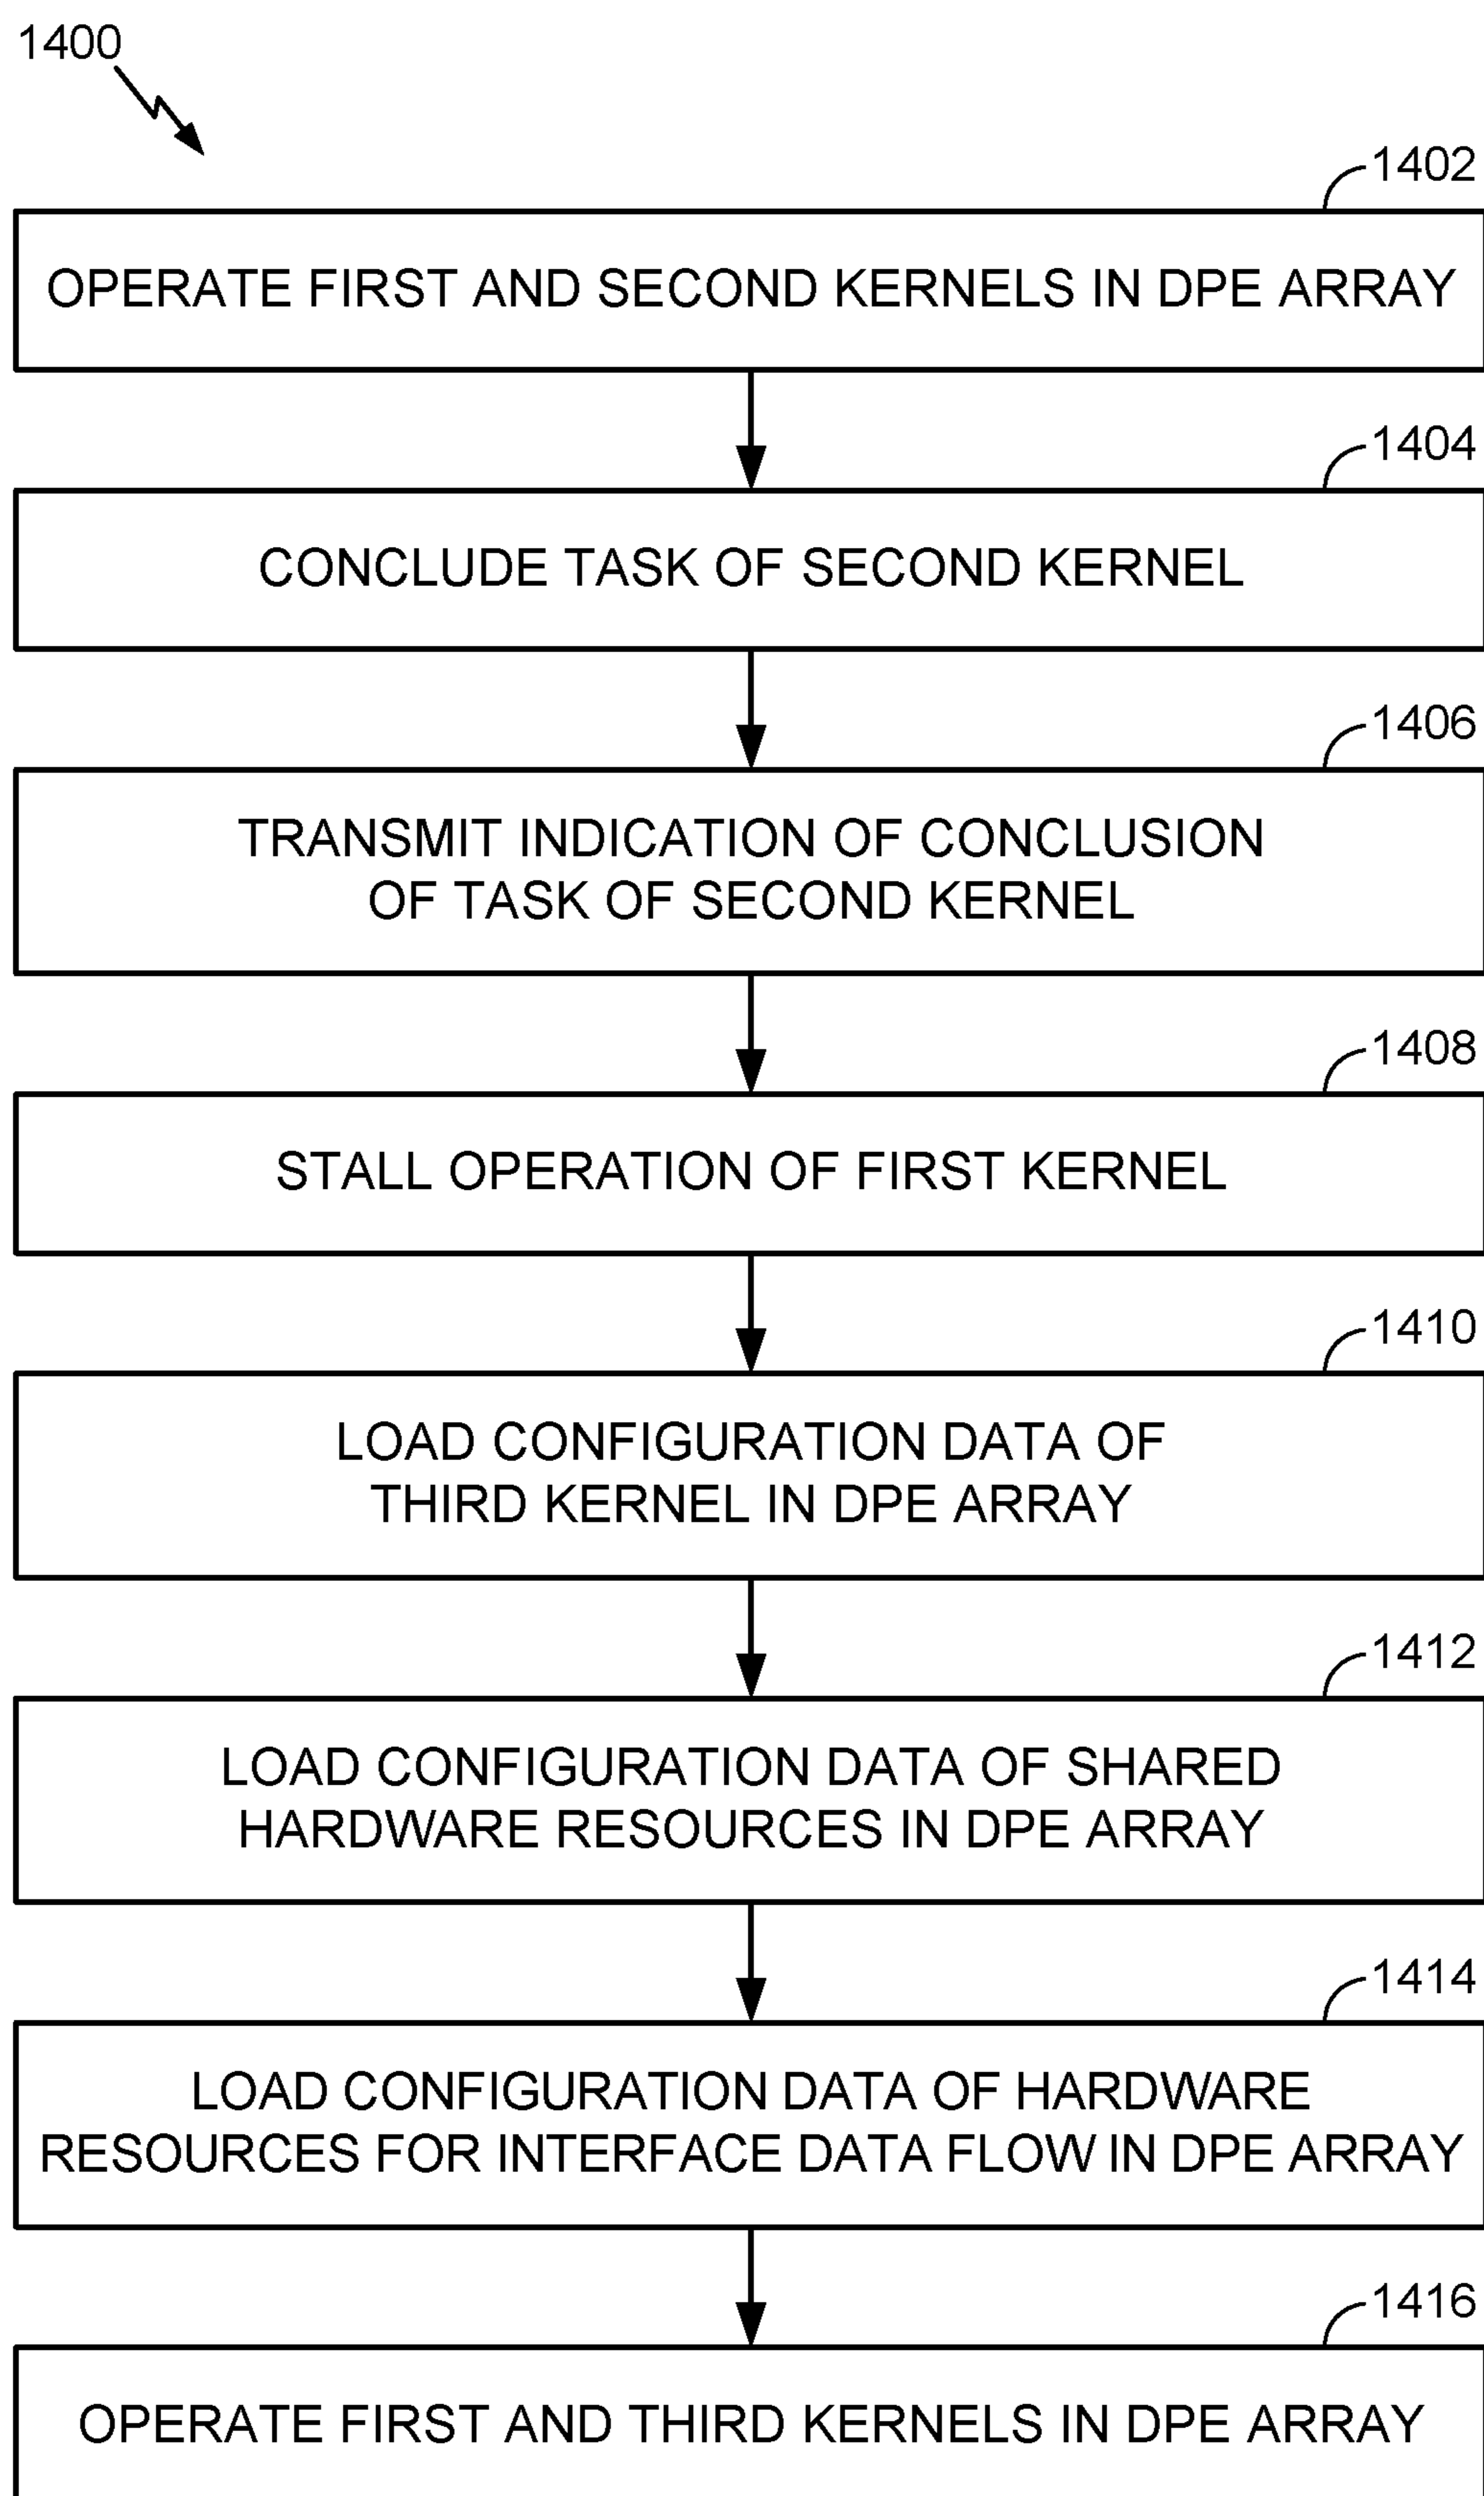 1400
1402
OPERATE FIRST AND SECOND KERNELS IN DPE ARRAY
1404
CONCLUDE TASK OF SECOND KERNEL
1406
TRANSMIT INDICATION OF CONCLUSION
OF TASK OF SECOND KERNEL
1408
STALL OPERATION OF FIRST KERNEL
1410
LOAD CONFIGURATION DATA OF
THIRD KERNEL IN DPE ARRAY
1412
LOAD CONFIGURATION DATA OF SHARED
HARDWARE RESOURCES IN DPE ARRAY
1414
LOAD CONFIGURATION DATA OF HARDWARE
RESOURCES FOR INTERFACE DATA FLOW IN DPE ARRAY
1416
OPERATE FIRST AND THIRD KERNELS IN DPE ARRAY